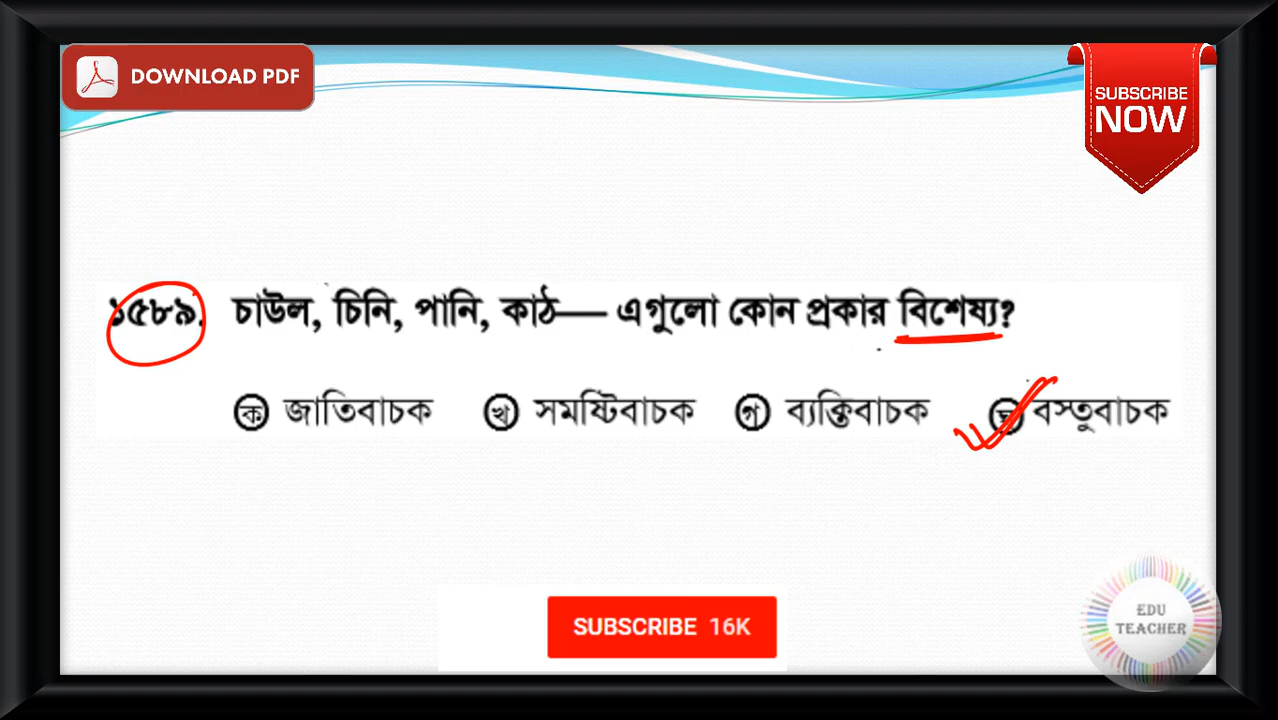 DOWNLOAD PDF
SUBSCRIBE
NOW
১৫৮৯. চাউল, চিনি, পানি, কাঠ— এগুলো কোন প্রকার বিশেষ্য?
ক জাতিবাচক খ সমষ্টিবাচক গ ব্যক্তিবাচক ঘ বস্তুবাচক
SUBSCRIBE 16K
EDU
TEACHER